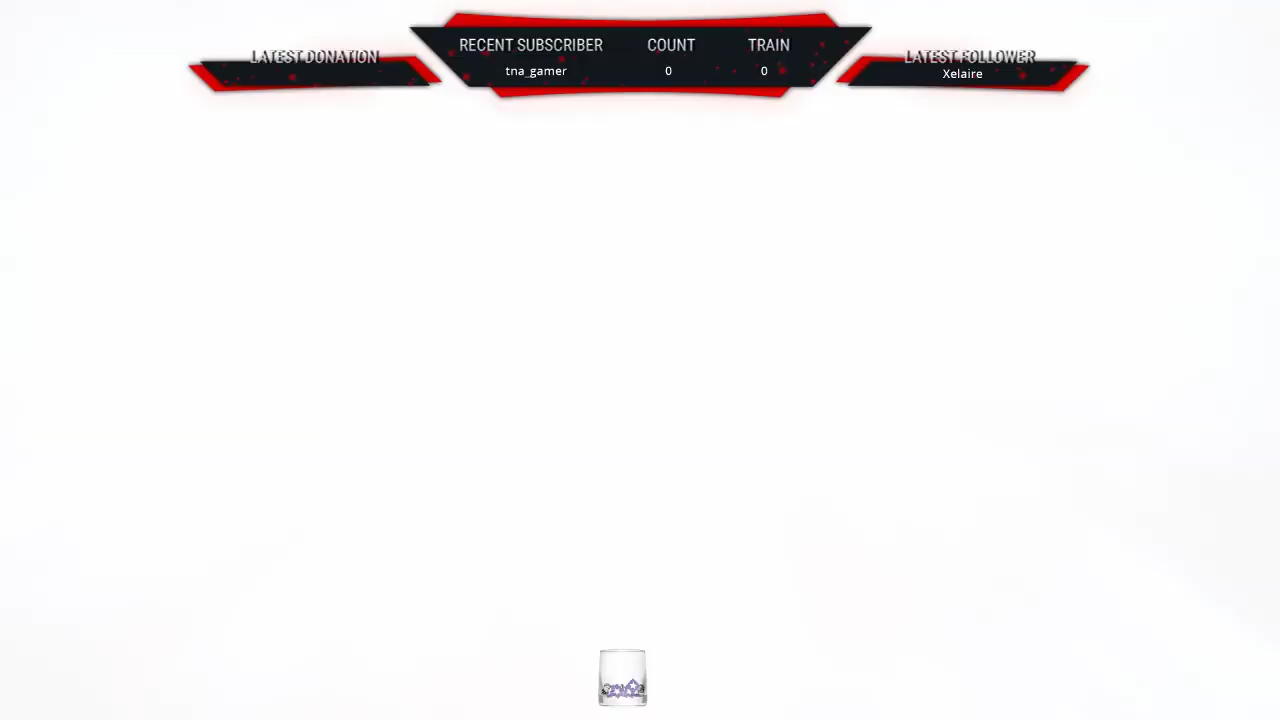 LATEST DONATION
RECENT SUBSCRIBER COUNT TRAIN
tna_gamer 0 0
LATEST FOLLOWER
Xelaire